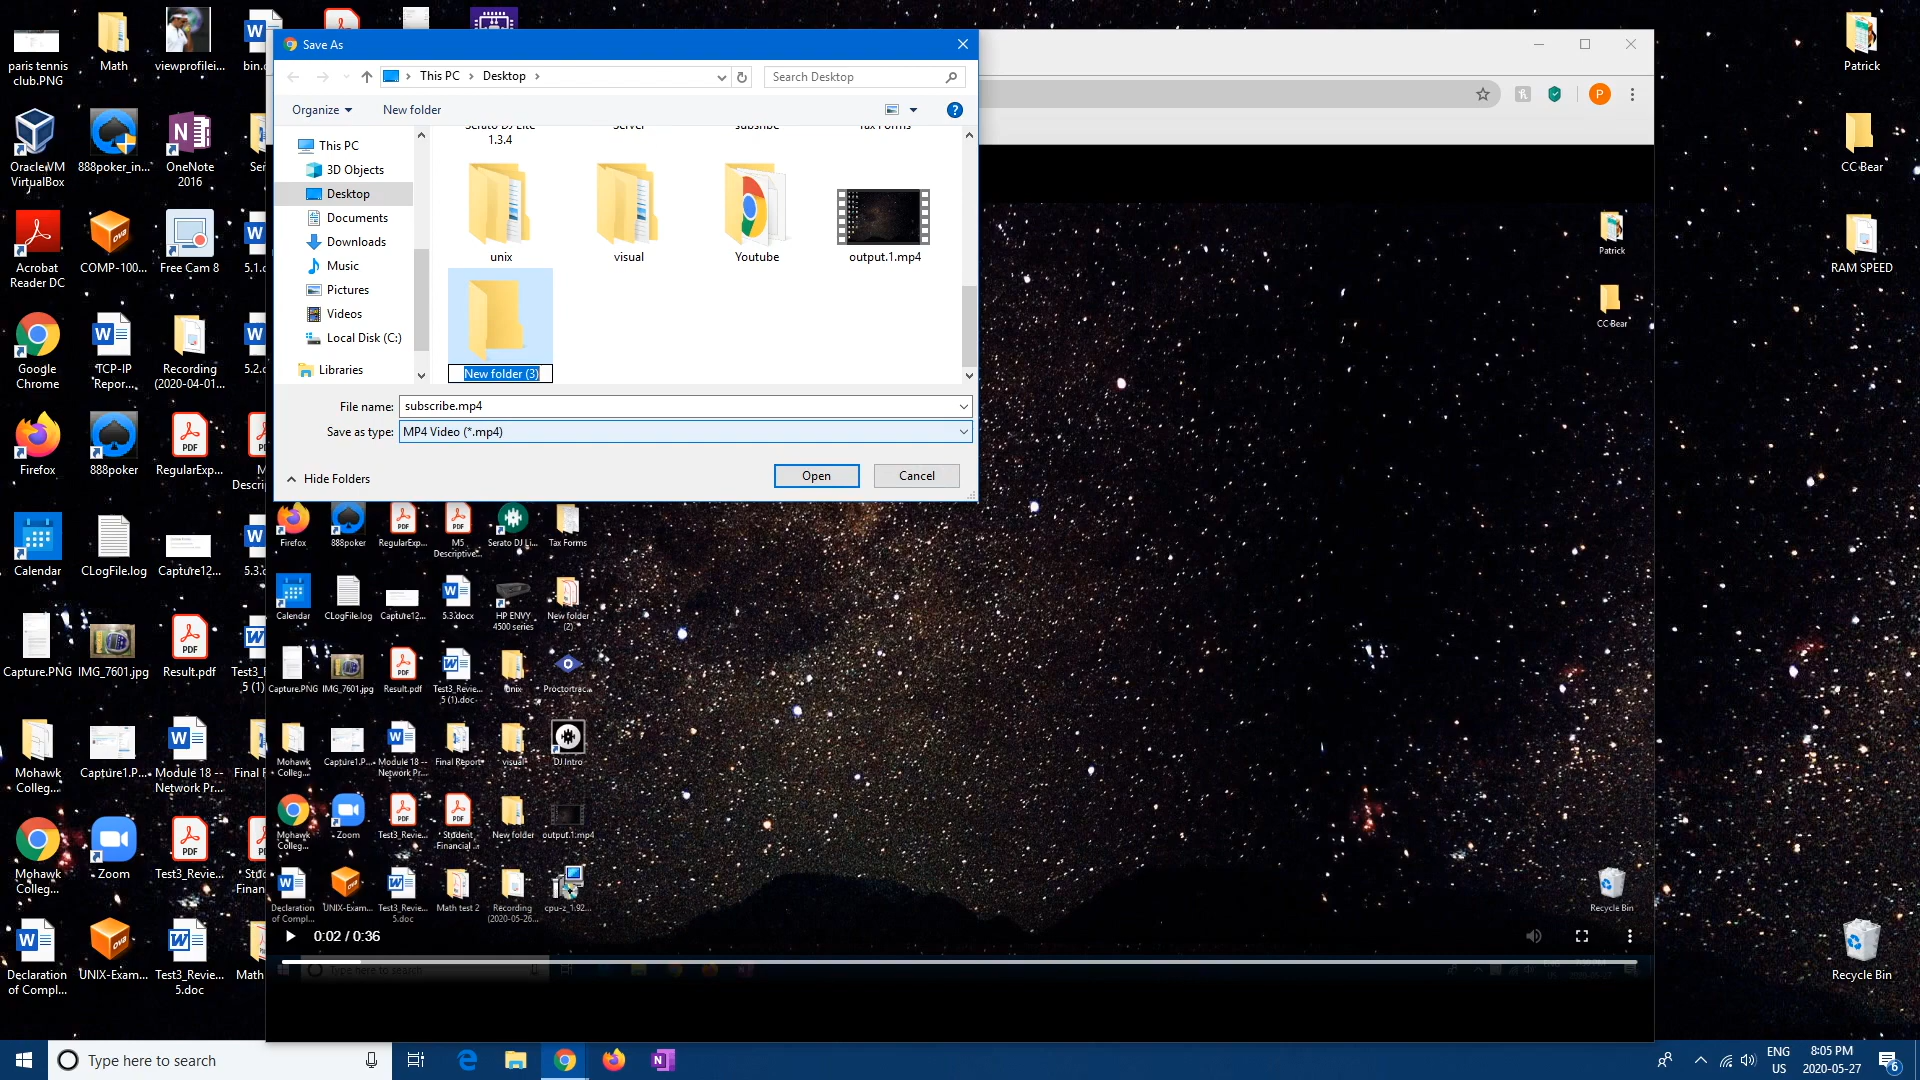 Save As
This PC
Desktop
Search Desktop
Organize
New folder
This PC
3D Objects
Desktop
Documents
Downloads
Music
Pictures
Videos
Local Disk (C:)
Libraries
Serato DJ Lite
1.3.4
Server
subsribe
Tax Forms
unix
visual
Youtube
output.1.mp4
New folder (3)
File name:
subscribe.mp4
Save as type:
MP4 Video (*.mp4)
Hide Folders
Open
Cancel
P
paris tennis
club.PNG
Math
viewprofilei...
Oracle VM
VirtualBox
888poker_in...
OneNote
2016
Acrobat
Reader DC
COMP-100...
Free Cam 8
5.1.
Google
Chrome
TCP-IP
Repor...
Recording
(2020-04-01...
5.2.
Firefox
888poker
RegularExp...
M
Descrip
Calendar
CLogFile.log
Capture12...
5.3.
Capture.PNG
IMG_7601.jpg
Result.pdf
Test3_
5 (1)
Mohawk
Colleg...
Capture1.P...
Module 18 --
Network Pr...
Final
Mohawk
Colleg...
Zoom
Test3_Revie...
Finan
Declaration
of Compl...
UNIX-Exam...
Test3_Revie...
5.doc
Math
Firefox
888poker
RegularExp...
M5
Descriptive...
Serato DJ Li...
Tax Forms
Calendar
CLogFile.log
Capture12...
5.3.docx
HP ENVY
4500 series
New folder
(2)
Capture.PNG
IMG_7601.jpg
Result.pdf
Test3_Revie...
5 (1).doc
unix
Proctortrac...
Mohawk
Colleg...
Capture1.P...
Module 18 --
Network Pr...
Final Report
visual
DJ Intro
Mohawk
Colleg...
Zoom
Test3_Revie...
Student
Financial ...
New folder
output.1.mp4
Declaration
of Compl...
UNIX-Exam...
Test3_Revie...
5.doc
Math test 2
Recording
(2020-05-26...
cpu-z_1.92...
Patrick
CC Bear
Recycle Bin
0:02 / 0:36
Type here to search
Patrick
CC-Bear
RAM SPEED
Recycle Bin
Type here to search
ENG
US
8:05 PM
2020-05-27
6